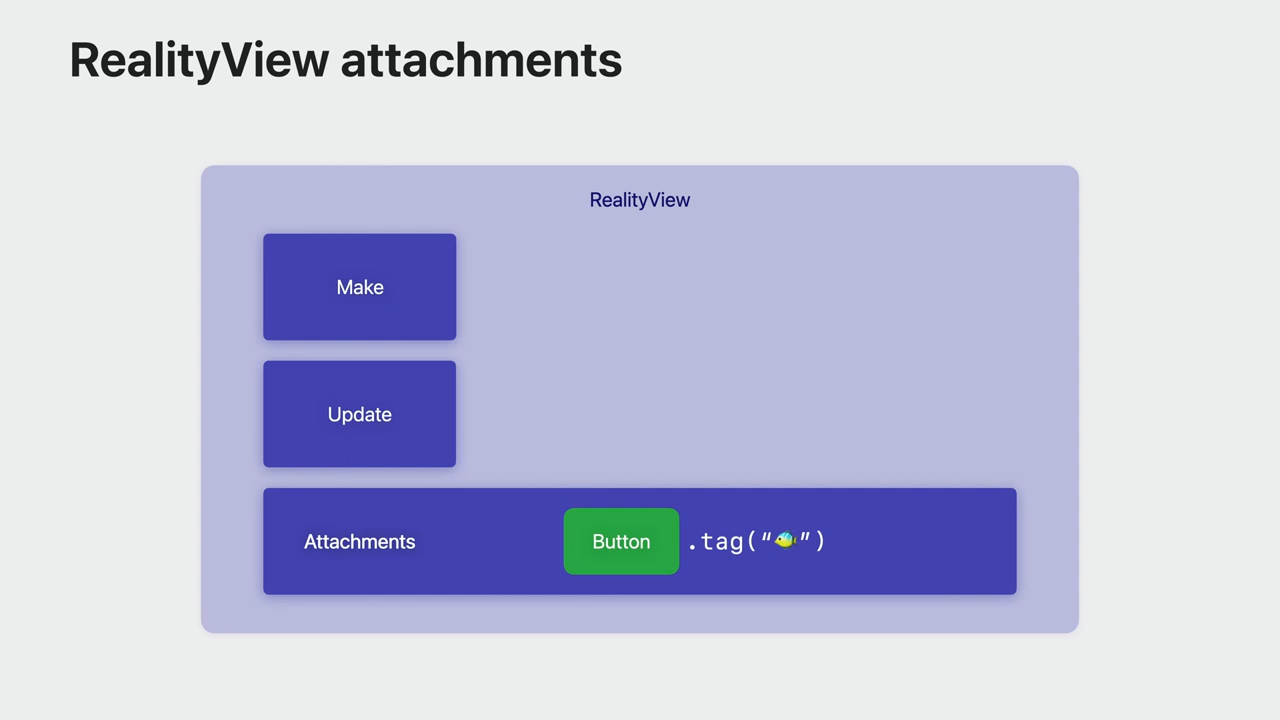 RealityView attachments
RealityView
Make
Update
Attachments
Button
.tag(“🐠”)